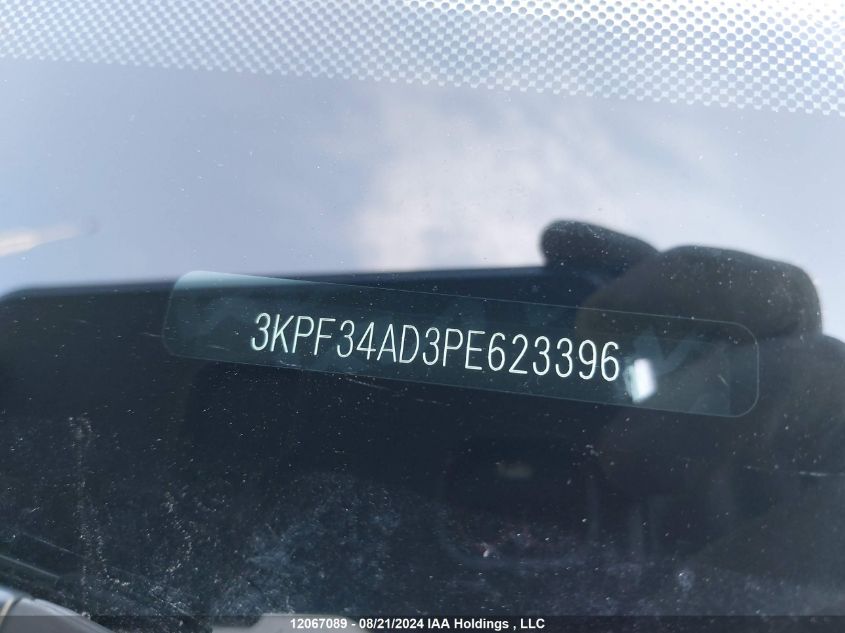 3KPF34AD3PE623396
12067089 - 08/21/2024 IAA Holdings , LLC